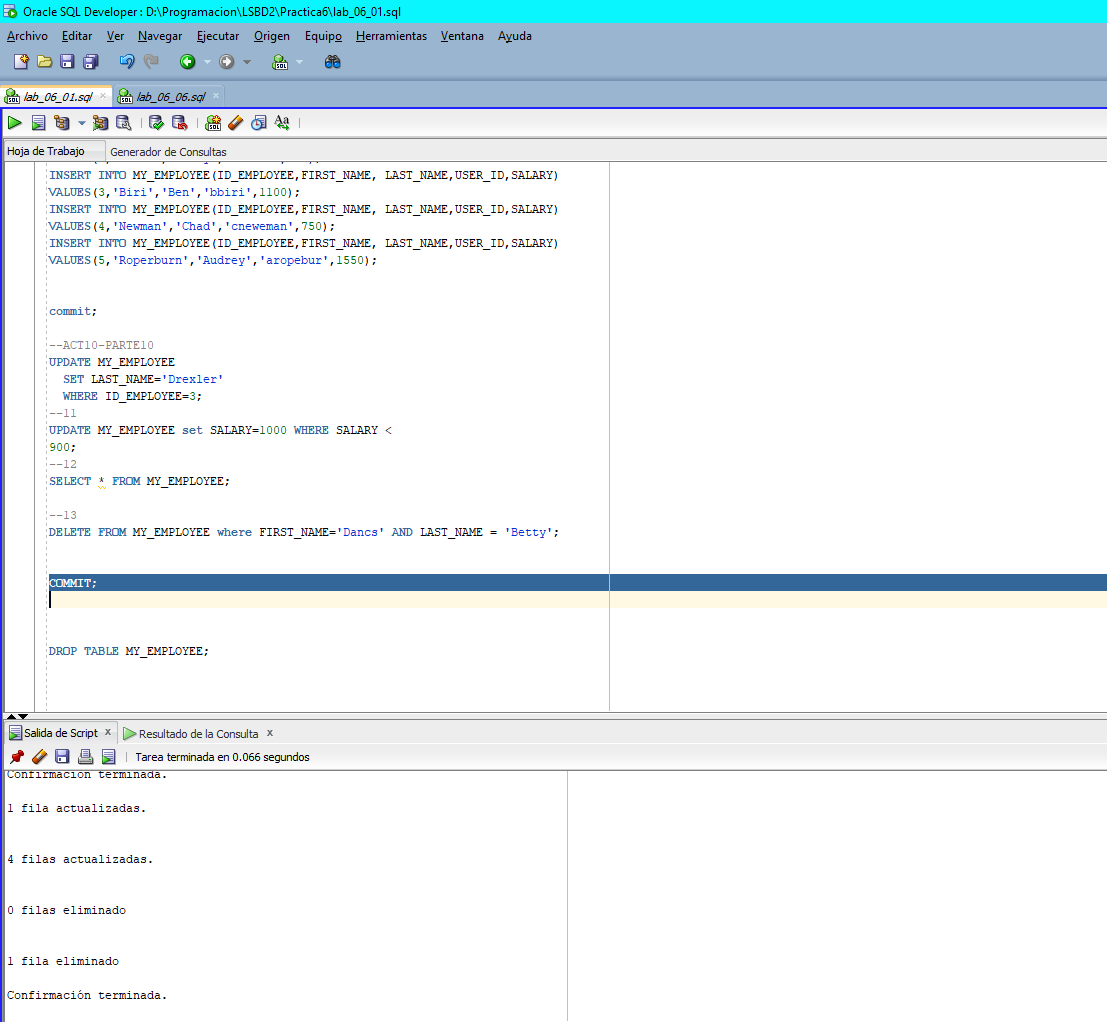 Oracle SQL Developer : D:\Programacion\LSBD2\Practica6\lab_06_01.sql
Archivo Editar Ver Navegar Ejecutar Origen Equipo Herramientas Ventana Ayuda
lab_06_01.sql lab_06_06.sql
Hoja de Trabajo Generador de Consultas
INSERT INTO MY_EMPLOYEE(ID_EMPLOYEE,FIRST_NAME, LAST_NAME,USER_ID,SALARY)
VALUES(3,'Biri','Ben','bbiri',1100);
INSERT INTO MY_EMPLOYEE(ID_EMPLOYEE,FIRST_NAME, LAST_NAME,USER_ID,SALARY)
VALUES(4,'Newman','Chad','cneweman',750);
INSERT INTO MY_EMPLOYEE(ID_EMPLOYEE,FIRST_NAME, LAST_NAME,USER_ID,SALARY)
VALUES(5,'Roperburn','Audrey','aropebur',1550);
commit;
--ACT10-PARTE10
UPDATE MY_EMPLOYEE
SET LAST_NAME='Drexler'
WHERE ID_EMPLOYEE=3;
--11
UPDATE MY_EMPLOYEE set SALARY=1000 WHERE SALARY <
900;
--12
SELECT * FROM MY_EMPLOYEE;
--13
DELETE FROM MY_EMPLOYEE where FIRST_NAME='Dancs' AND LAST_NAME = 'Betty';
COMMIT;
DROP TABLE MY_EMPLOYEE;
Salida de Script x Resultado de la Consulta x
Tarea terminada en 0.066 segundos
Confirmación terminada.
1 fila actualizadas.
4 filas actualizadas.
0 filas eliminado
1 fila eliminado
Confirmación terminada.